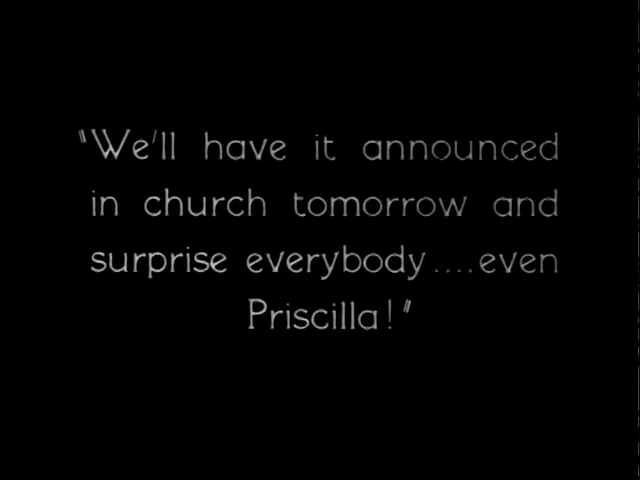 "We'll have it announced
in church tomorrow and
surprise everybody....even
Priscilla!"